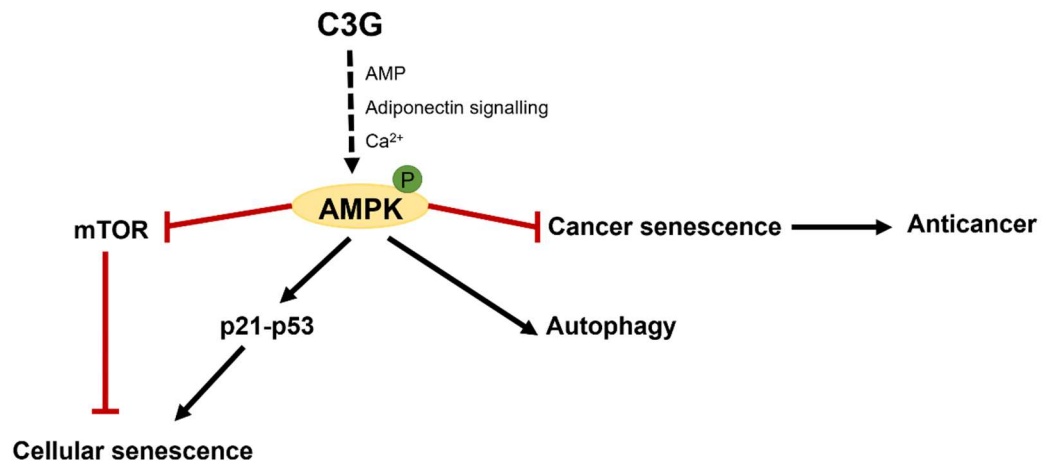 C3G
AMP
Adiponectin signalling
Ca²⁺
P
AMPK
mTOR
Cancer senescence
Anticancer
p21-p53
Autophagy
Cellular senescence